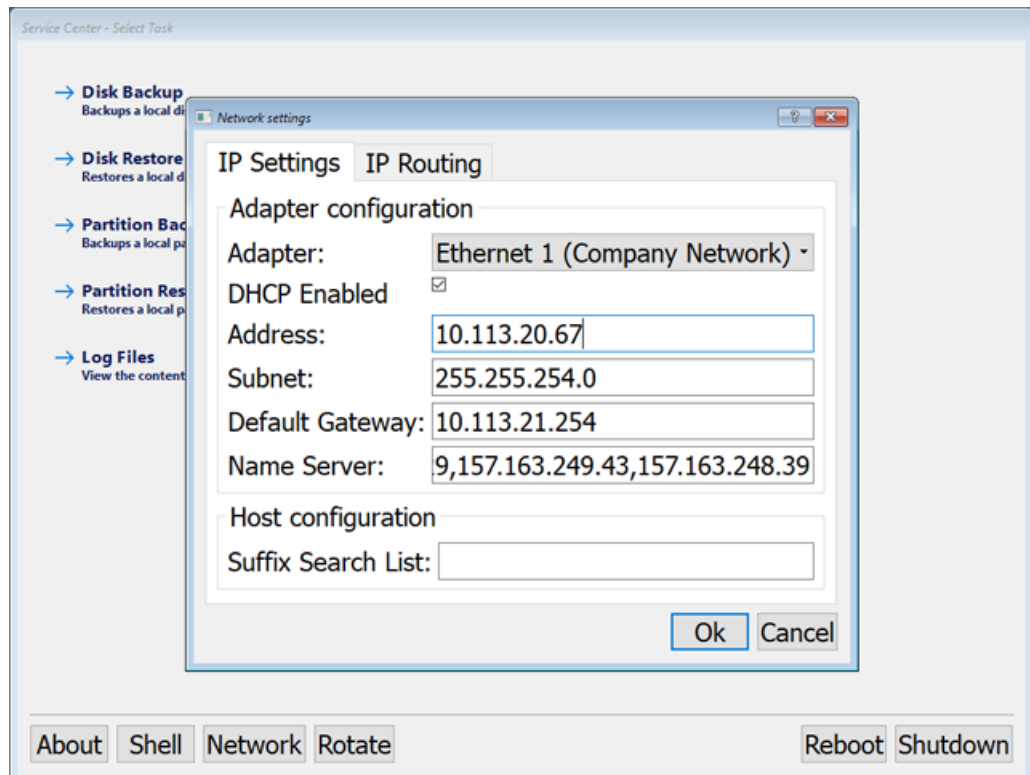 Service Center - Select Task
Disk Backup
Backups a local di
Disk Restore
Restores a local d
Partition Bac
Backups a local pa
Partition Res
Restores a local p
Log Files
View the content
Network settings
IP Settings IP Routing
Adapter configuration
Adapter: Ethernet 1 (Company Network)
DHCP Enabled
Address: 10.113.20.67
Subnet: 255.255.254.0
Default Gateway: 10.113.21.254
Name Server: 9,157.163.249.43,157.163.248.39
Host configuration
Suffix Search List:
Ok Cancel
About Shell Network Rotate Reboot Shutdown